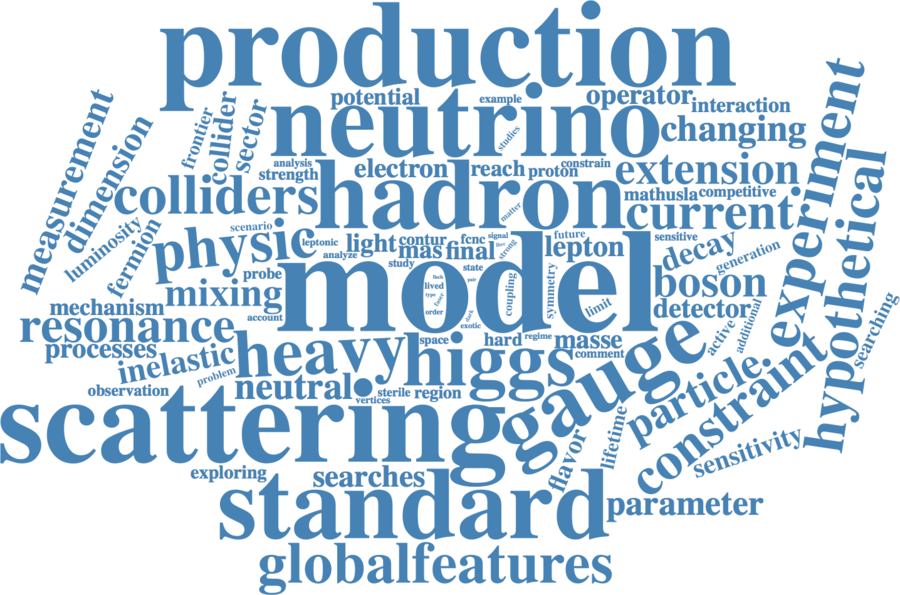 production
potential
example
operator
interaction
neutrino
studies
changing
measurement
dimension
frontier
collider
sector
analysis
strength
electron
reach
proton
constrain
extension
experiment
hypothetical
colliders
hadron
matter
mathusla
competitive
current
luminosity
fermion
scenario
physic
leptonic
analyze
light
contur
mas
final
fcnc
signal
strong
future
lepton
sensitive
decay
generation
study
state
probe
model
lived
type
order
pair
dark
exotic
coupling
symmetry
limit
boson
detector
mixing
account
mechanism
resonance
processes
inelastic
problem
observation
heavy
neutral
vertices
sterile
region
space
higgs
hard
regime
masse
comment
gauge
active
additional
searching
particle
constraint
scattering
flavor
lifetime
sensitivity
exploring
searches
standard
parameter
globalfeatures